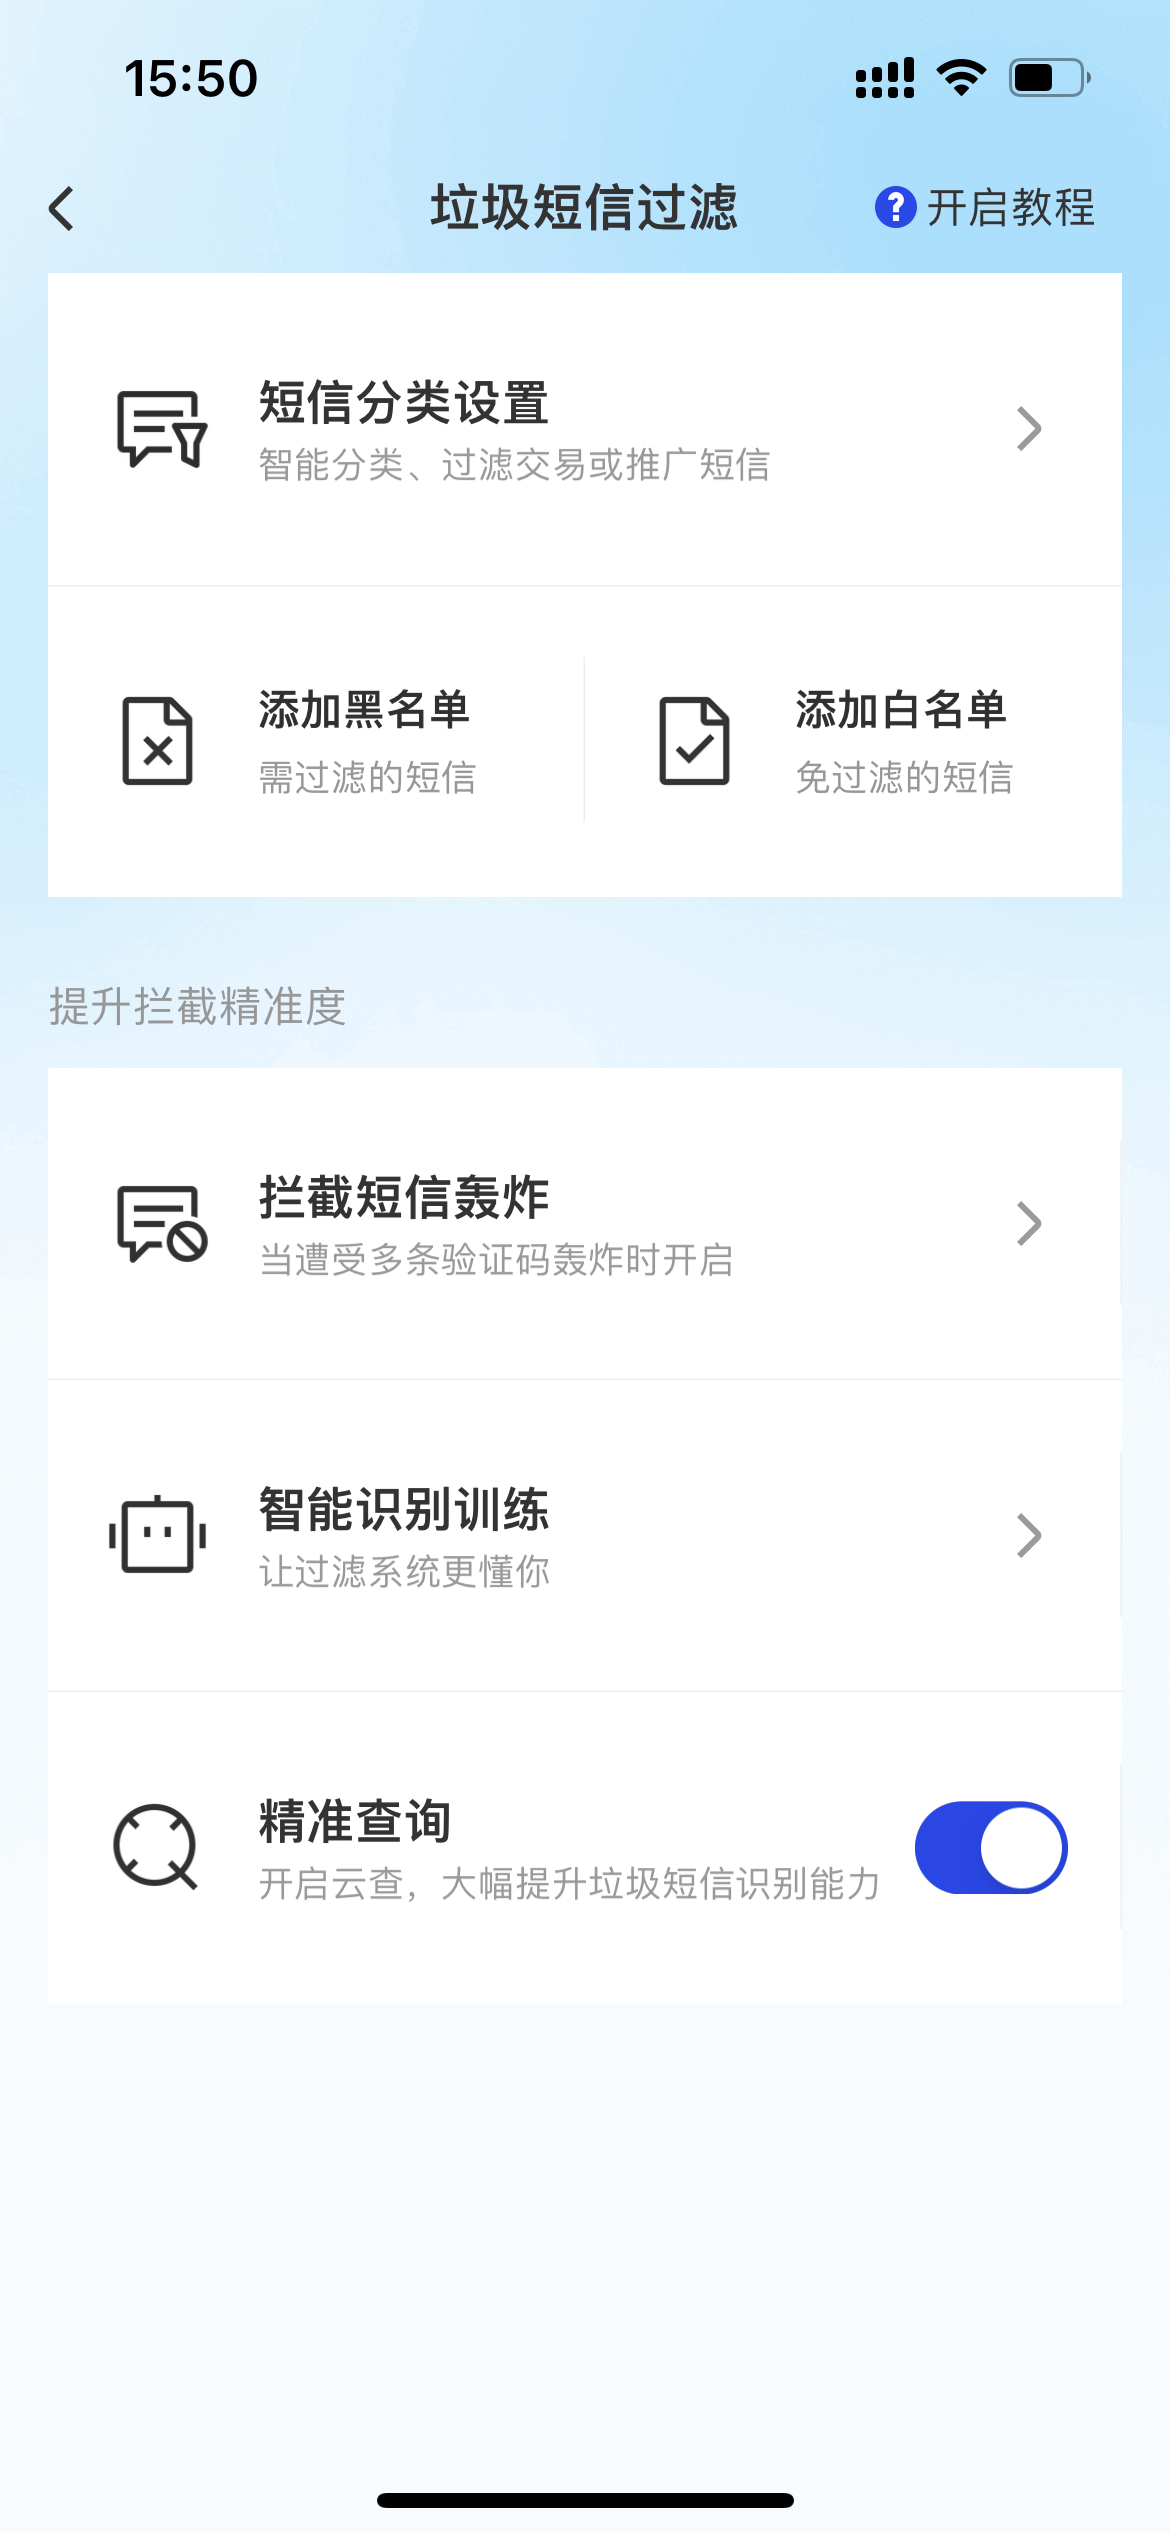 15:50
垃圾短信过滤
开启教程
短信分类设置
智能分类、过滤交易或推广短信
添加黑名单
需过滤的短信
添加白名单
免过滤的短信
提升拦截精准度
拦截短信轰炸
当遭受多条验证码轰炸时开启
智能识别训练
让过滤系统更懂你
精准查询
开启云查，大幅提升垃圾短信识别能力